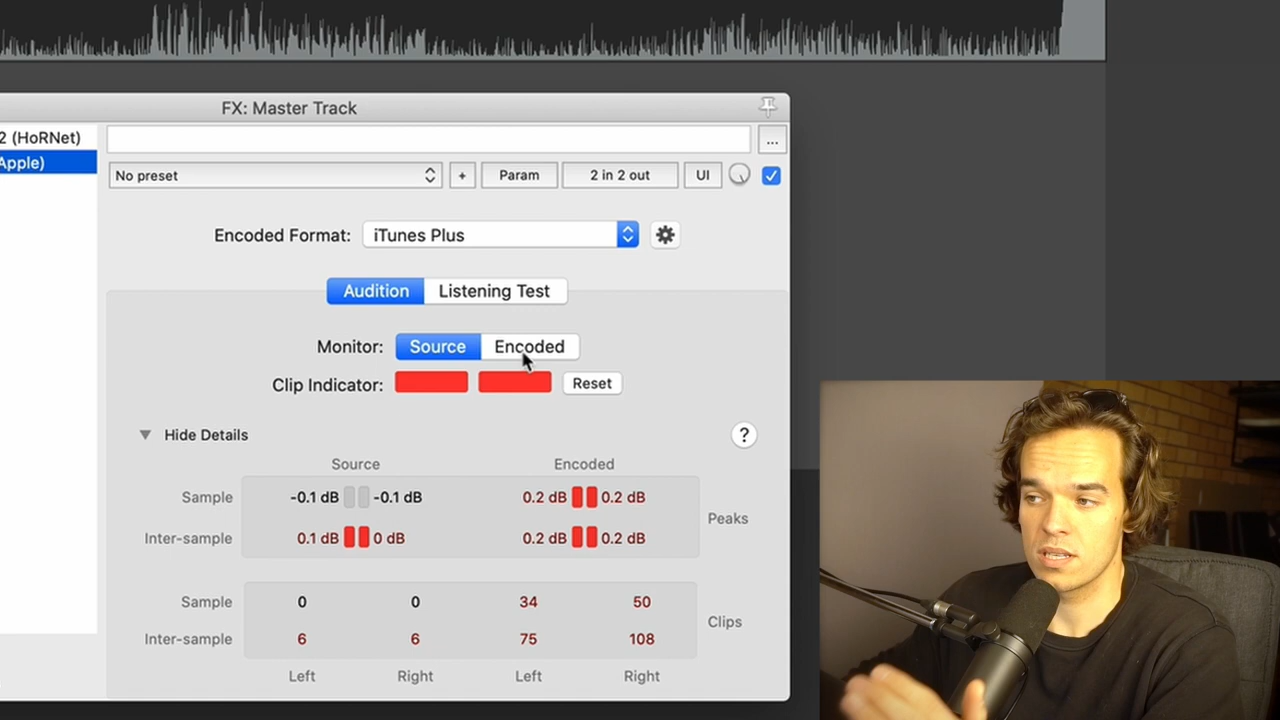 FX: Master Track
2 (HoRNet)
Apple)
...
No preset
+
Param
2 in 2 out
UI
Encoded Format:
iTunes Plus
Audition
Listening Test
Monitor:
Source
Encoded
Clip Indicator:
Reset
Hide Details
?
Source
Encoded
Sample
-0.1 dB
-0.1 dB
0.2 dB
0.2 dB
Peaks
Inter-sample
0.1 dB
0 dB
0.2 dB
0.2 dB
Sample
0
0
34
50
Clips
Inter-sample
6
6
75
108
Left
Right
Left
Right